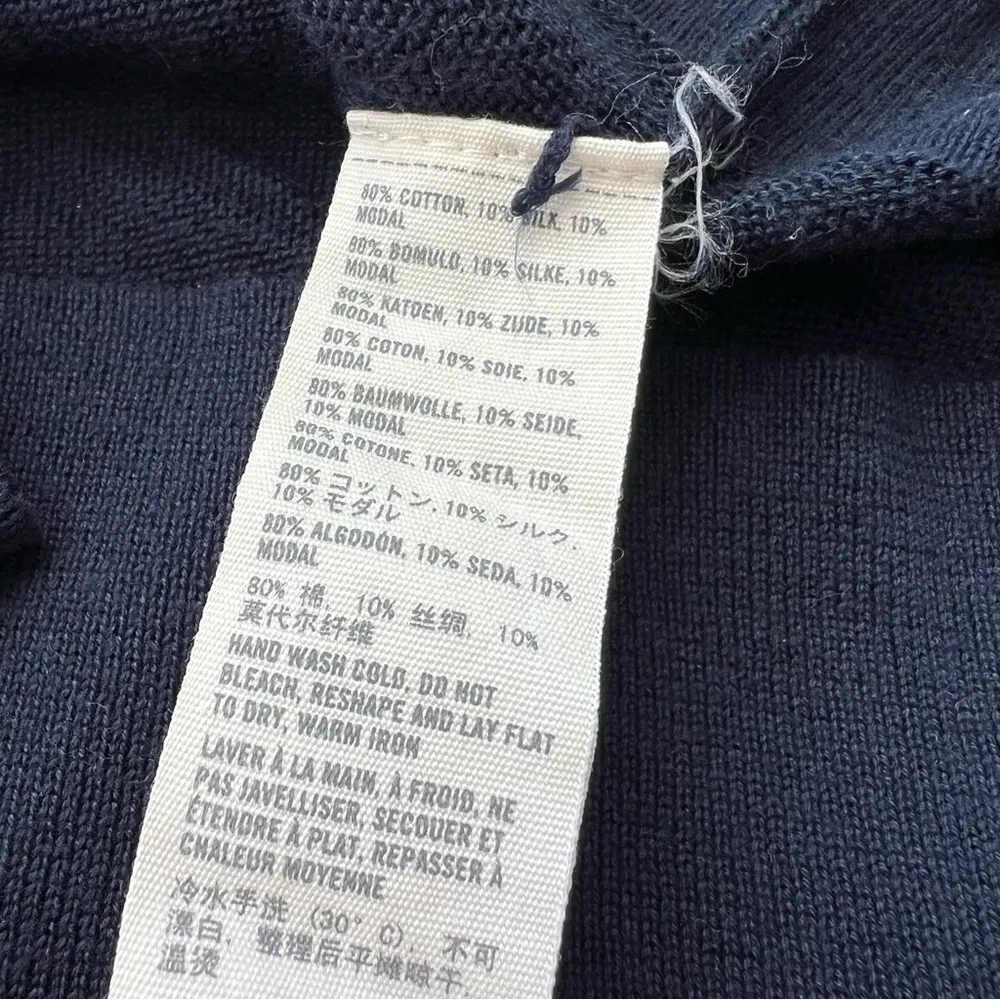 80% COTTON, 10% SILK, 10%
MODAL
80% BOMULD, 10% SILKE, 10%
MODAL
80% KATOEN, 10% ZIJDE, 10%
MODAL
80% COTON, 10% SOIE, 10%
MODAL
80% BAUMWOLLE, 10% SEIDE,
10% MODAL
80% COTONE, 10% SETA, 10%
MODAL
80% コットン, 10% シルク,
10% モダル
80% ALGODÓN, 10% SEDA, 10%
MODAL
80% 棉, 10% 丝绸, 10%
莫代尔纤维
HAND WASH COLD, DO NOT
BLEACH, RESHAPE AND LAY FLAT
TO DRY, WARM IRON
LAVER À LA MAIN, À FROID, NE
PAS JAVELLISER, SECOUER ET
ÉTENDRE À PLAT, REPASSER À
CHALEUR MOYENNE
冷水手洗 (30° C), 不可
漂白, 整理后平摊晾干,
温烫